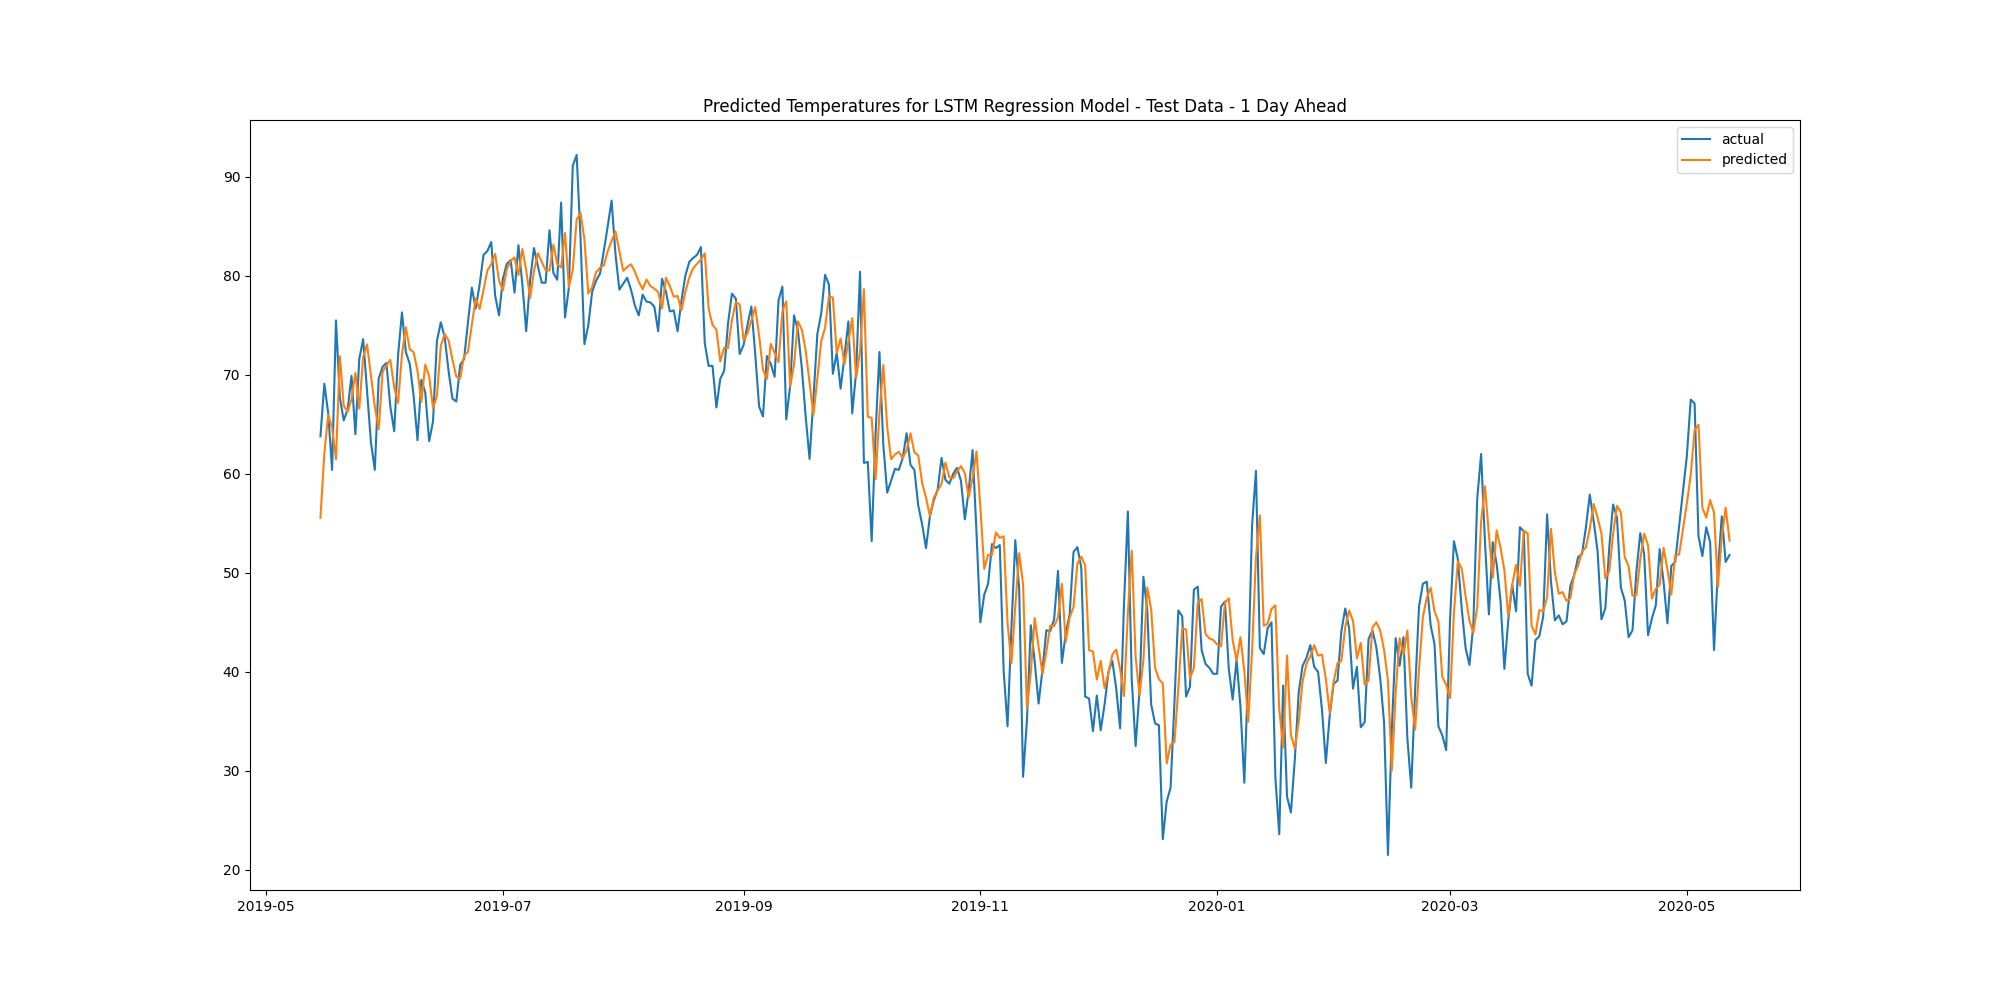 Predicted Temperatures for LSTM Regression Model - Test Data - 1 Day Ahead
actual
predicted
90
80
70
60
50
40
30
20
2019-05 2019-07 2019-09 2019-11 2020-01 2020-03 2020-05